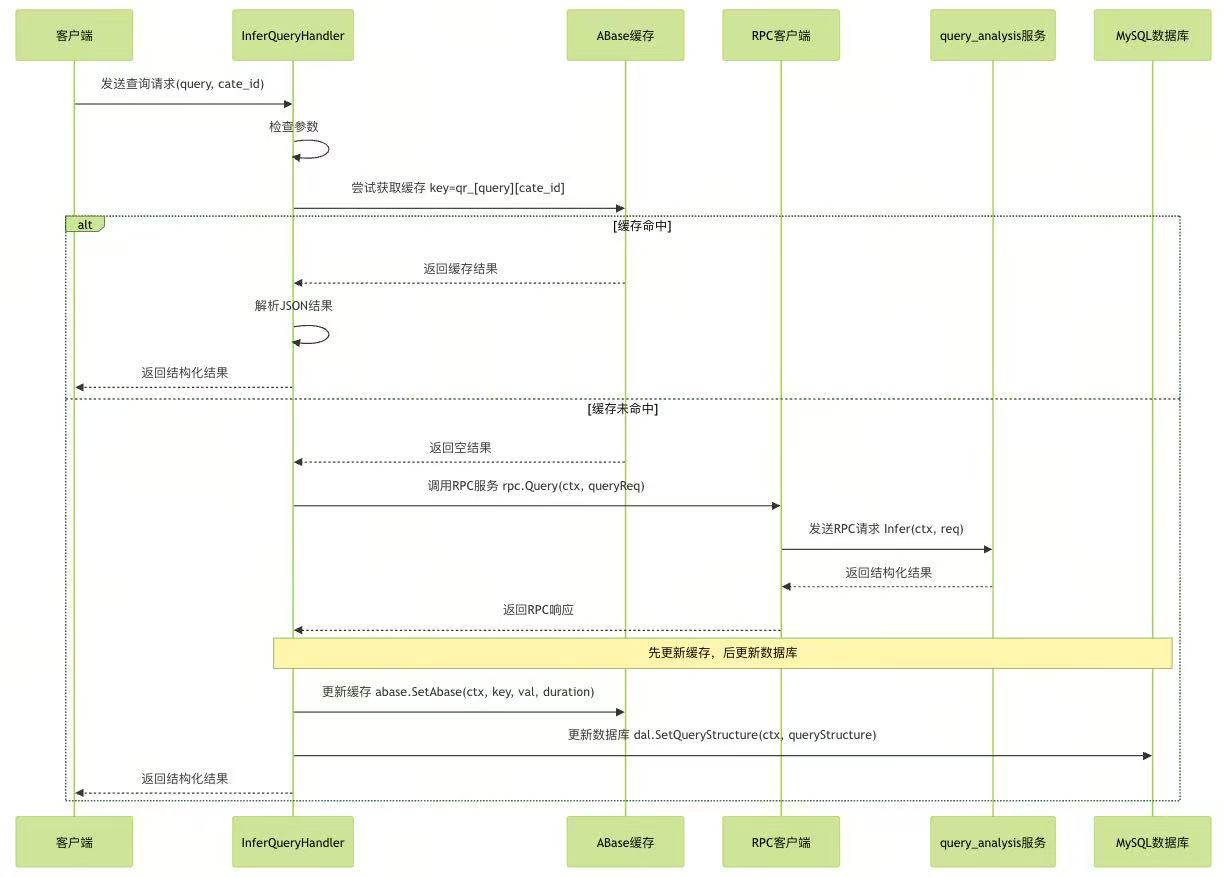 客户端
InferQueryHandler
ABase缓存
RPC客户端
query_analysis服务
MySQL数据库
发送查询请求(query, cate_id)
检查参数
尝试获取缓存 key=qr_[query][cate_id]
alt
[缓存命中]
返回缓存结果
解析JSON结果
返回结构化结果
[缓存未命中]
返回空结果
调用RPC服务 rpc.Query(ctx, queryReq)
发送RPC请求 Infer(ctx, req)
返回结构化结果
返回RPC响应
先更新缓存，后更新数据库
更新缓存 abase.SetAbase(ctx, key, val, duration)
更新数据库 dal.SetQueryStructure(ctx, queryStructure)
返回结构化结果
客户端
InferQueryHandler
ABase缓存
RPC客户端
query_analysis服务
MySQL数据库